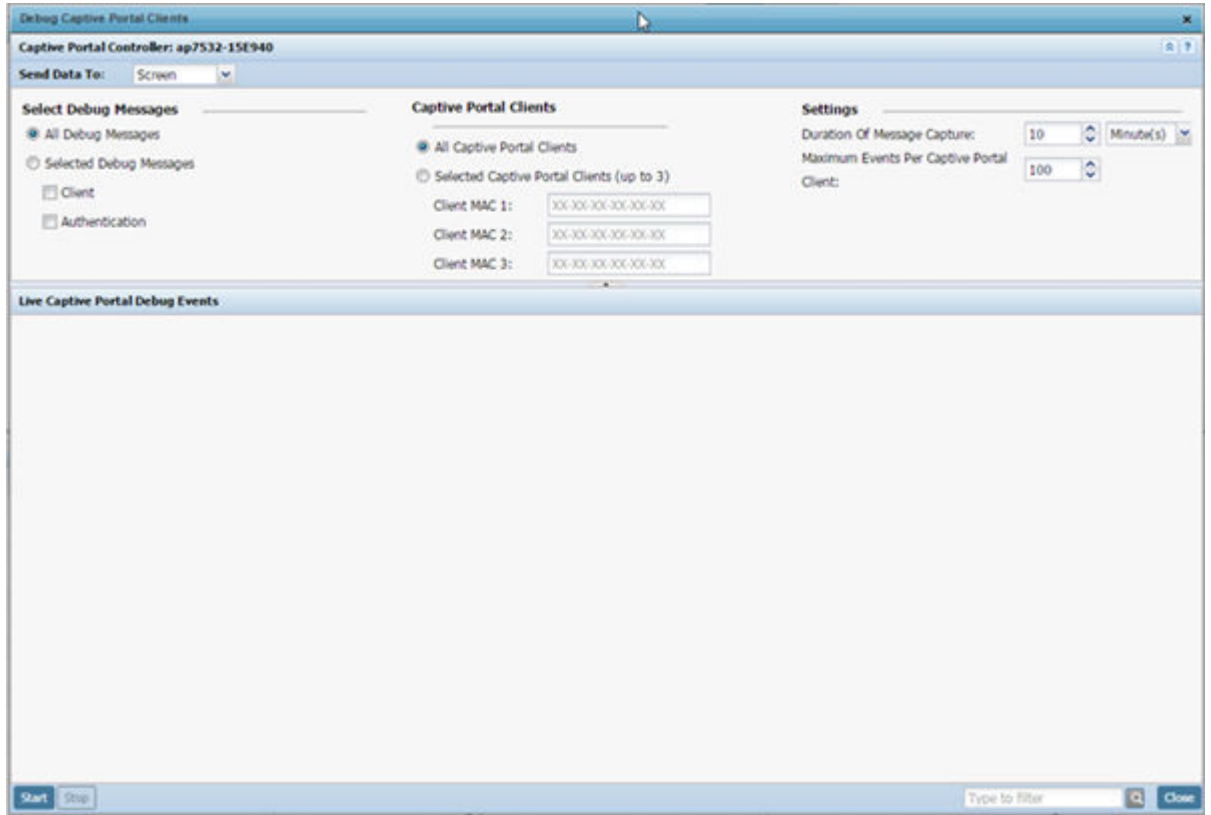 Debug Captive Portal Clients
Captive Portal Controller: ap7532-15E940
Send Data To: Screen
Select Debug Messages
All Debug Messages
Selected Debug Messages
Client
Authentication
Captive Portal Clients
All Captive Portal Clients
Selected Captive Portal Clients (up to 3)
Client MAC 1: XX-XX-XX-XX-XX-XX
Client MAC 2: XX-XX-XX-XX-XX-XX
Client MAC 3: XX-XX-XX-XX-XX-XX
Settings
Duration Of Message Capture: 10 Minute(s)
Maximum Events Per Captive Portal
Client: 100
Live Captive Portal Debug Events
Start Stop Type to filter Close